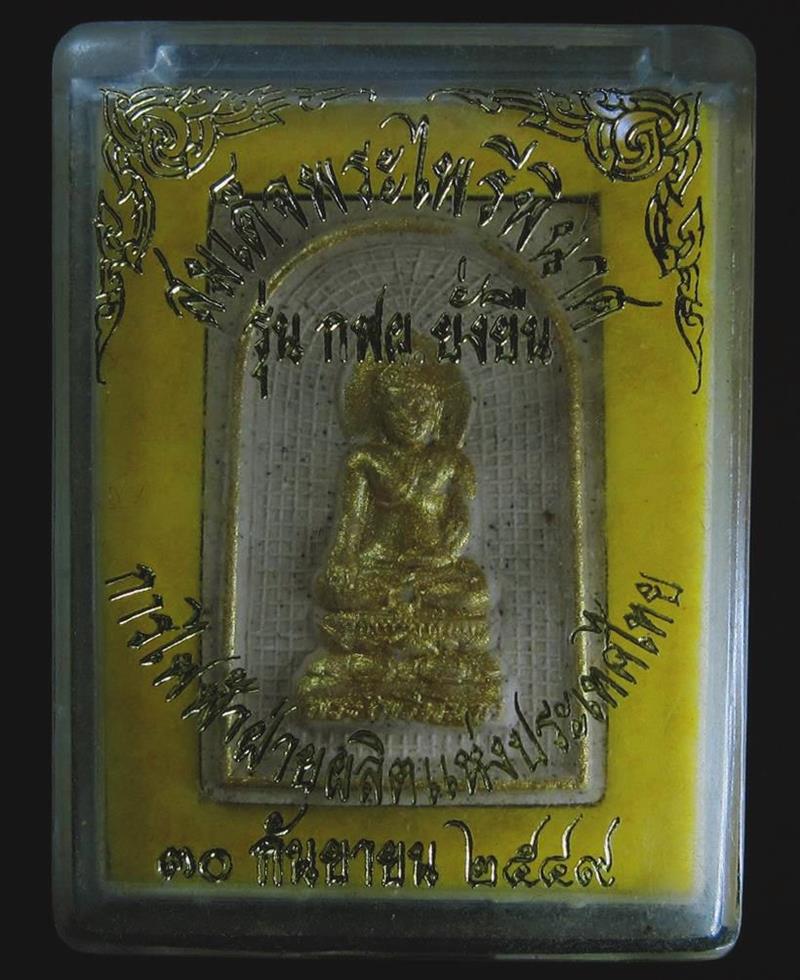 สมเด็จพระไพรีพินาศ
รุ่น กฟผ. ยั่งยืน
การไฟฟ้าฝ่ายผลิตแห่งประเทศไทย
๓๐ กันยายน ๒๕๔๙